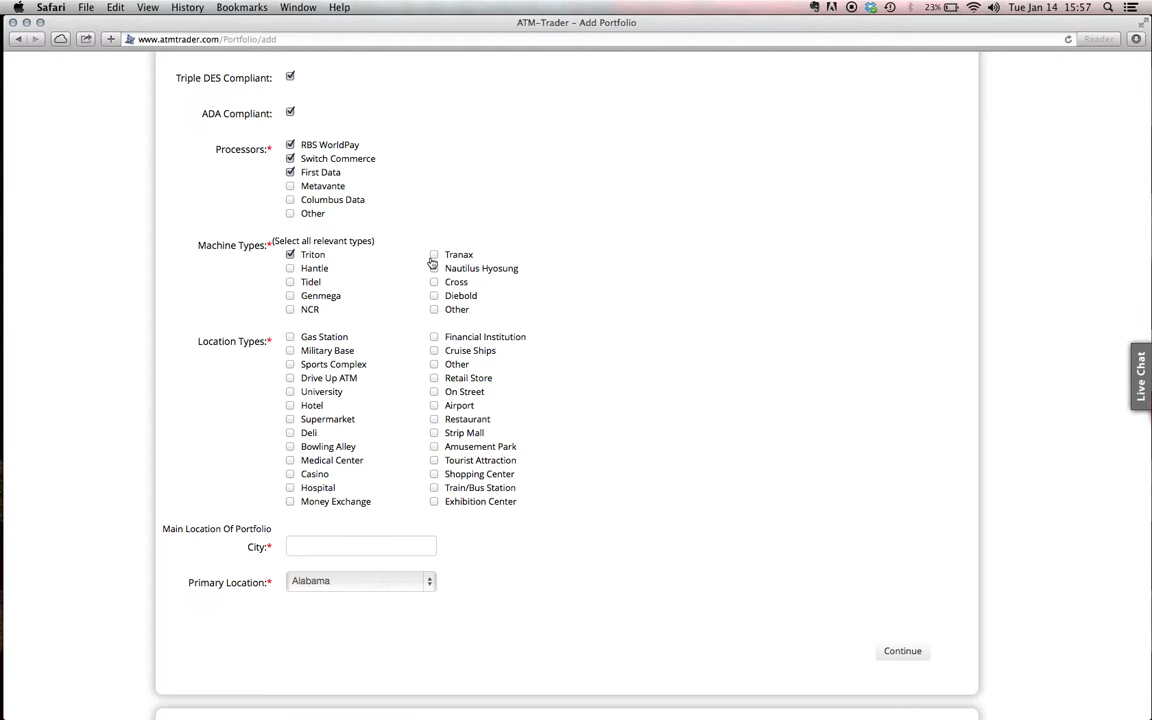 Safari File Edit View History Bookmarks Window Help 23% Tue Jan 14 15:57
ATM-Trader – Add Portfolio
www.atmtrader.com/Portfolio/add Reader
Triple DES Compliant:
ADA Compliant:
Processors:* RBS WorldPay
Switch Commerce
First Data
Metavante
Columbus Data
Other
Machine Types:* (Select all relevant types)
Triton Tranax
Hantle Nautilus Hyosung
Tidel Cross
Genmega Diebold
NCR Other
Location Types:* Gas Station Financial Institution
Military Base Cruise Ships
Sports Complex Other
Drive Up ATM Retail Store
University On Street
Hotel Airport
Supermarket Restaurant
Deli Strip Mall
Bowling Alley Amusement Park
Medical Center Tourist Attraction
Casino Shopping Center
Hospital Train/Bus Station
Money Exchange Exhibition Center
Main Location Of Portfolio
City:*
Primary Location:* Alabama
Continue
Live Chat